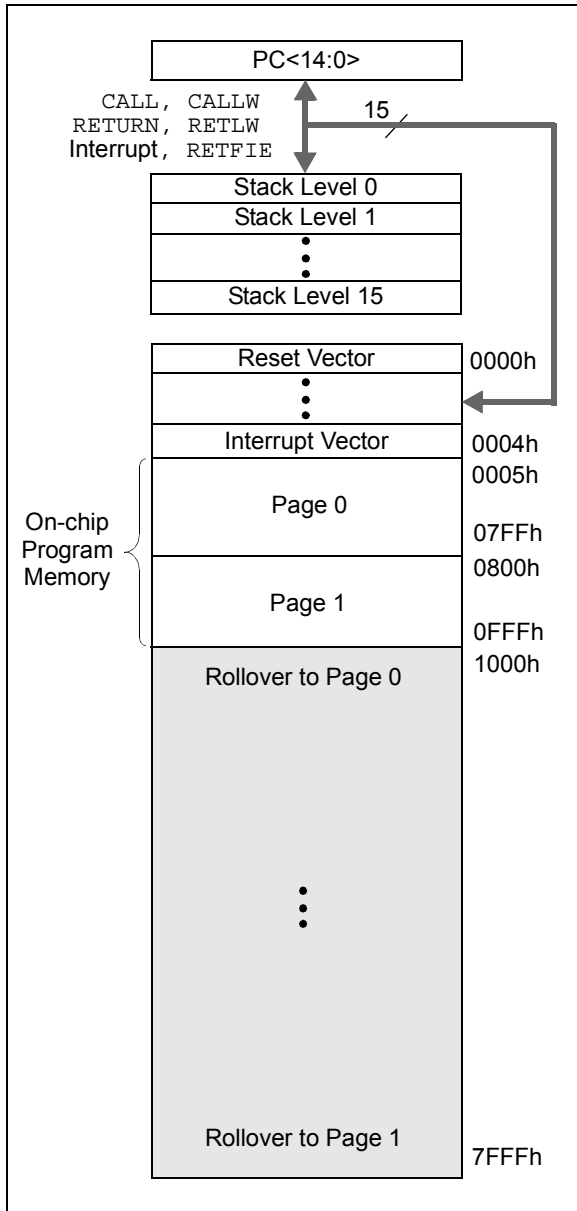 PC<14:0>
CALL, CALLW
RETURN, RETLW
Interrupt, RETFIE
15
Stack Level 0
Stack Level 1
Stack Level 15
Reset Vector
0000h
Interrupt Vector
0004h
0005h
On-chip
Program
Memory
Page 0
07FFh
0800h
Page 1
0FFFh
1000h
Rollover to Page 0
Rollover to Page 1
7FFFh